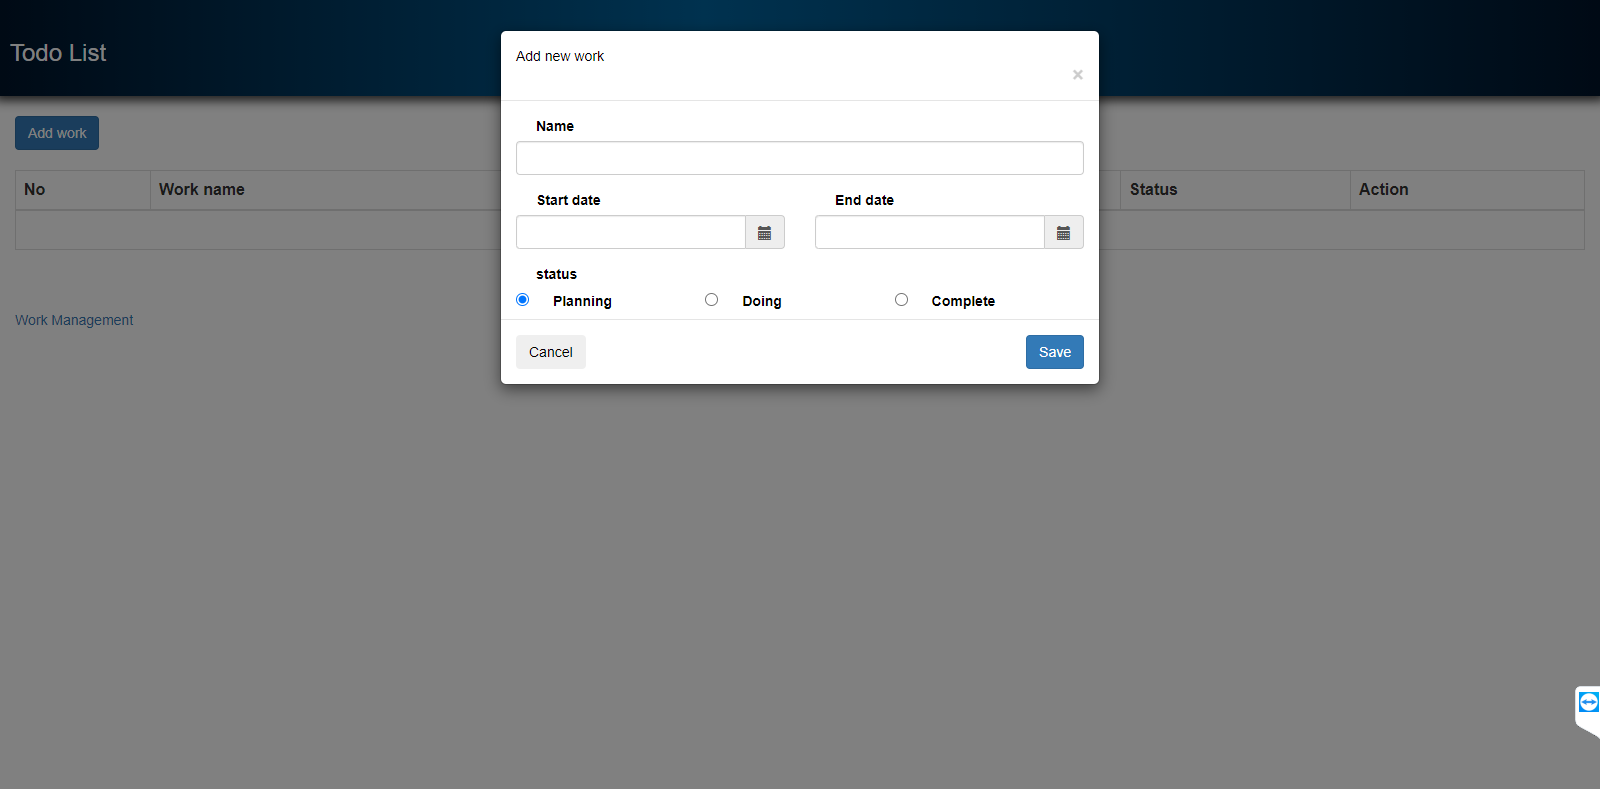 Todo List
Add new work
×
Add work
Name
No Work name Status Action
Start date End date
status
Planning Doing Complete
Work Management
Cancel Save